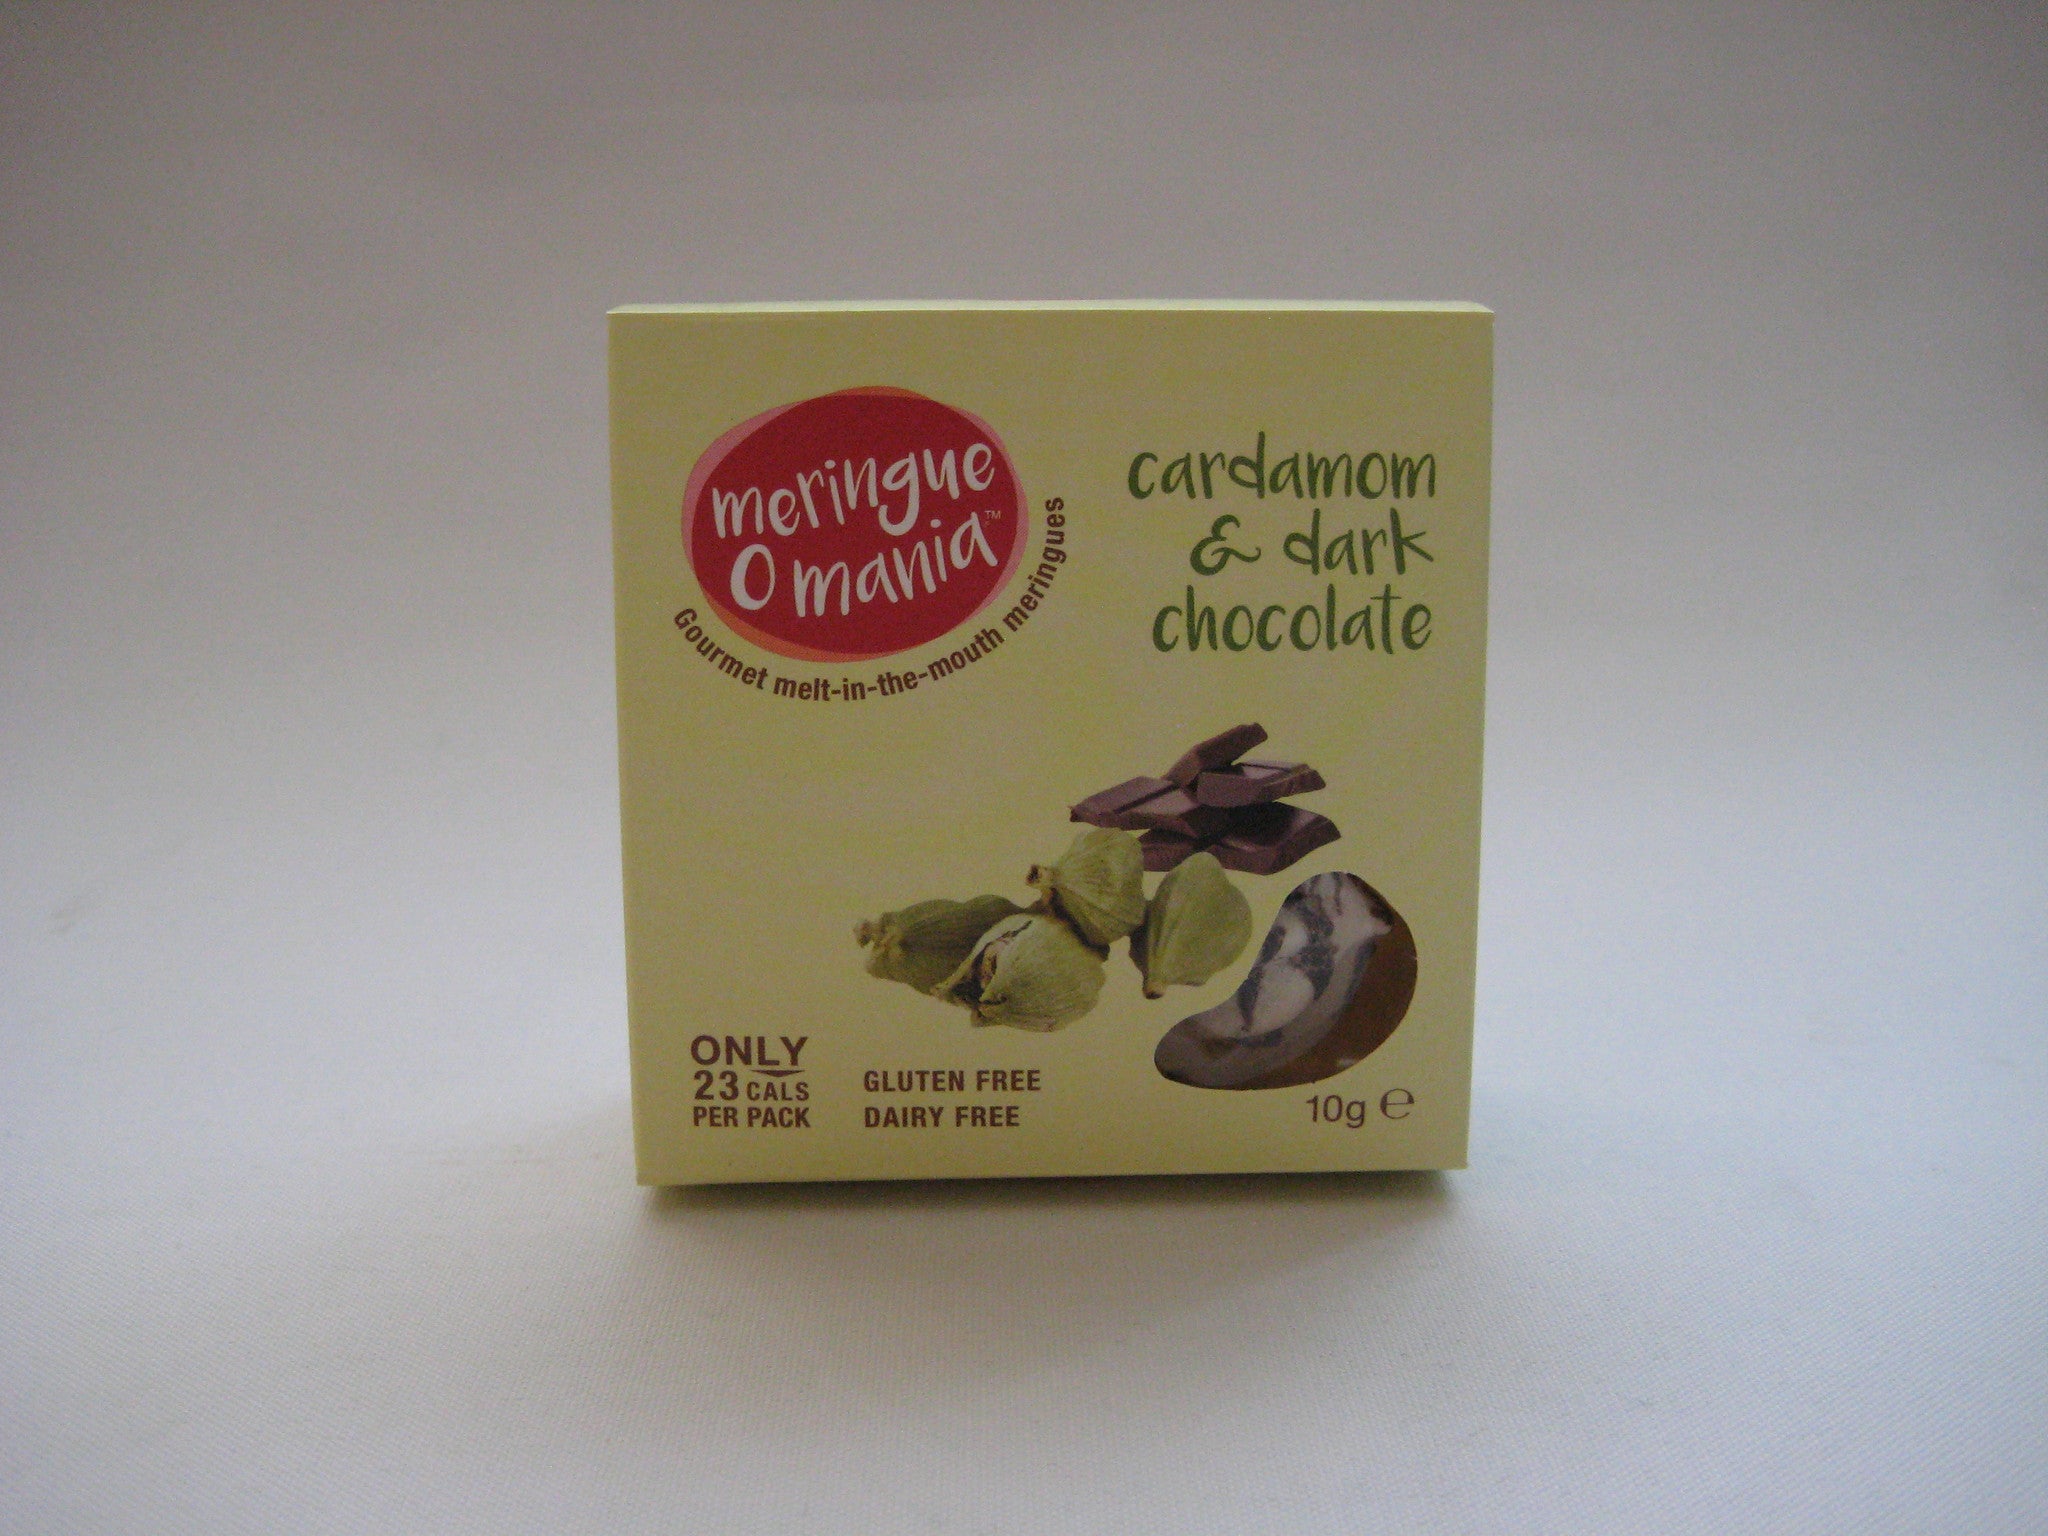 meringue
O mania™
Gourmet melt-in-the-mouth meringues
cardamom
& dark
chocolate
ONLY
23 CALS
PER PACK
GLUTEN FREE
DAIRY FREE
10g ℮